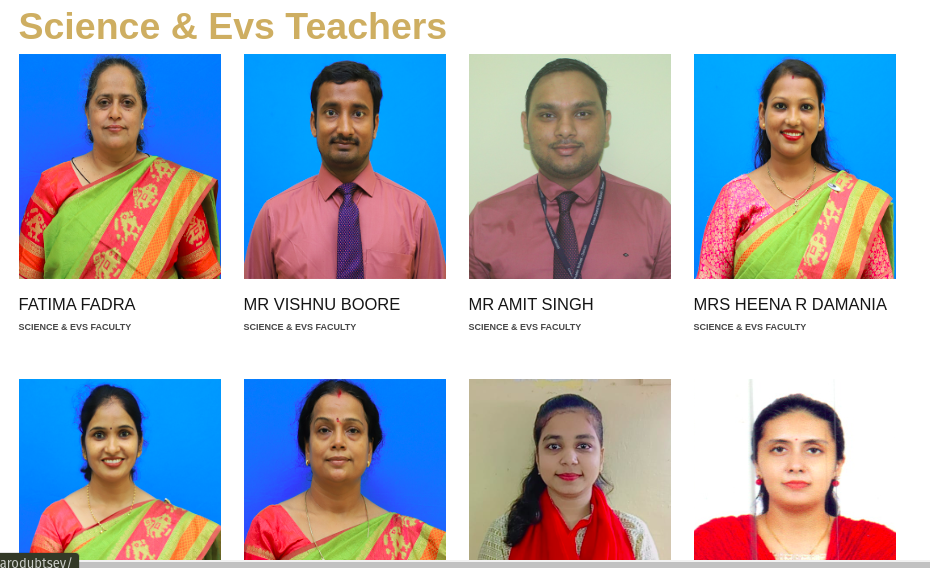 Science & Evs Teachers
FATIMA FADRA
MR VISHNU BOORE
MR AMIT SINGH
MRS HEENA R DAMANIA
SCIENCE & EVS FACULTY
SCIENCE & EVS FACULTY
SCIENCE & EVS FACULTY
SCIENCE & EVS FACULTY
arodubtsev/